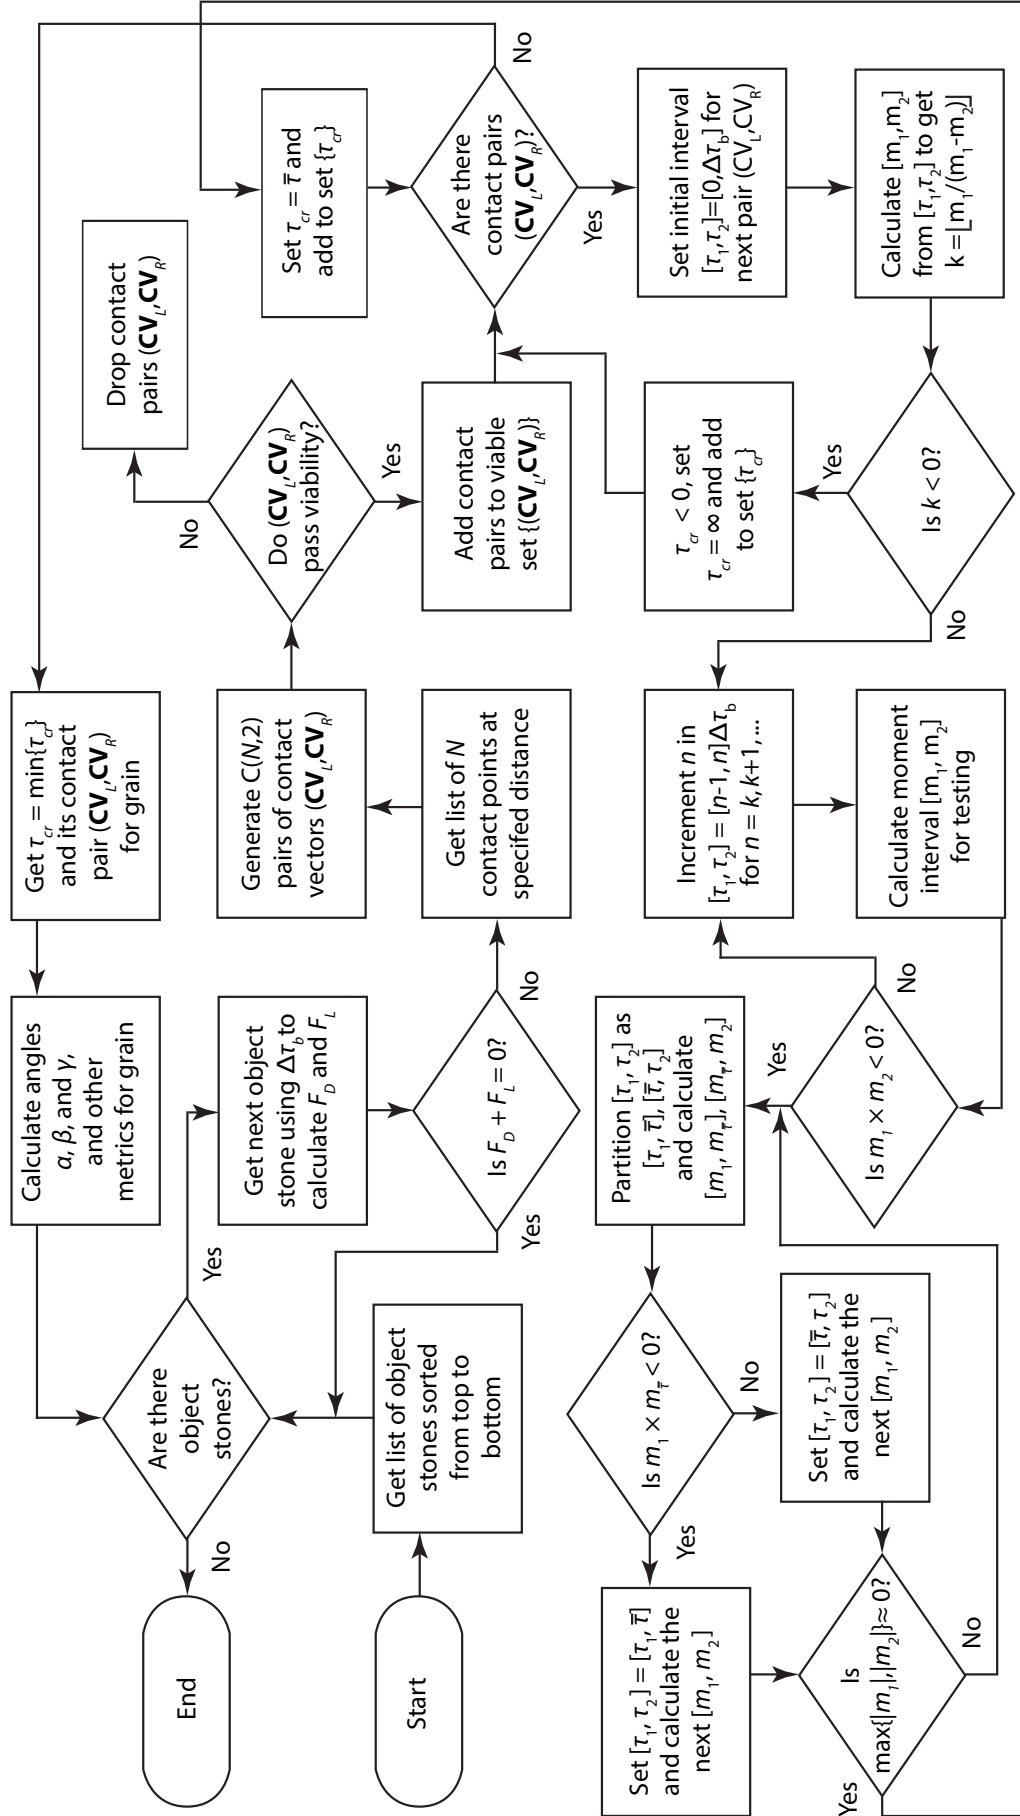 End
No
Are there
object
stones?
Yes
Calculate angles
α, β, and γ,
and other
metrics for grain
Get τ_cr = min{τ_cr}
and its contact
pair (CV_L,CV_R)
for grain
Start
Get list of object
stones sorted
from top to
bottom
Get next object
stone using Δτ_b to
calculate F_D and F_L
Is F_D + F_L = 0?
Yes
No
Get list of N
contact points at
specifed distance
Generate C(N,2)
pairs of contact
vectors (CV_L,CV_R)
Do (CV_L,CV_R)
pass viability?
No
Yes
Drop contact
pairs (CV_L,CV_R)
Add contact
pairs to viable
set {(CV_L,CV_R)}
Set τ_cr = τ̅ and
add to set {τ_cr}
Are there
contact pairs
(CV_L,CV_R)?
No
Yes
Set initial interval
[τ_1,τ_2]=[0,Δτ_b] for
next pair (CV_L,CV_R)
Calculate [m_1,m_2]
from [τ_1,τ_2] to get
k=⌊m_1/(m_1-m_2)⌋
Is k < 0?
Yes
No
τ_cr < 0, set
τ_cr = ∞ and add
to set {τ_cr}
Increment n in
[τ_1, τ_2] = [n-1, n]Δτ_b
for n = k, k+1, ...
Calculate moment
interval [m_1, m_2]
for testing
Is m_1 × m_2 < 0?
No
Yes
Partition [τ_1, τ_2] as
[τ_1, τ̅], [τ̅, τ_2]
and calculate
[m_1, m_τ̅], [m_τ̅, m_2]
Is m_1 × m_τ̅ < 0?
Yes
No
Set [τ_1, τ_2] = [τ_1, τ̅]
and calculate the
next [m_1, m_2]
Set [τ_1, τ_2] = [τ̅, τ_2]
and calculate the
next [m_1, m_2]
Is
max{|m_1|,|m_2|}≈ 0?
Yes
No